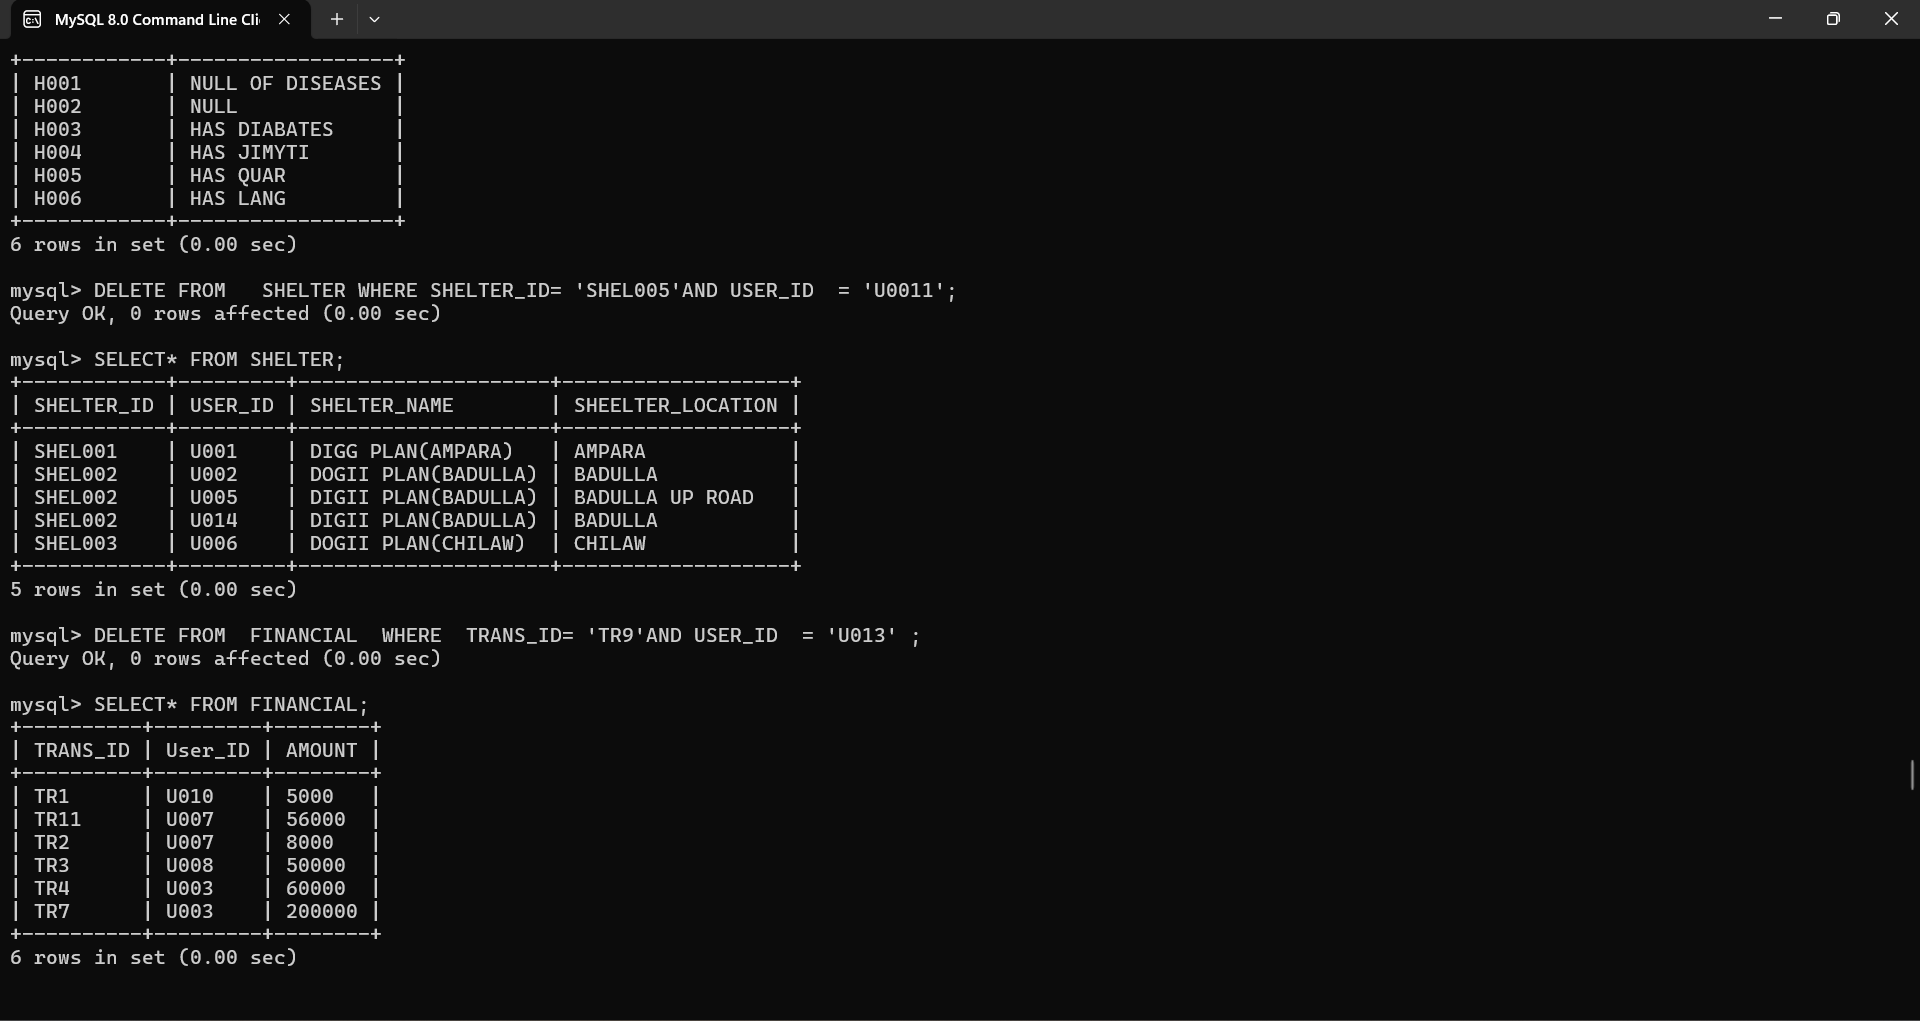 MySQL 8.0 Command Line Cli
+------------+------------------+
| H001       | NULL OF DISEASES |
| H002       | NULL             |
| H003       | HAS DIABATES     |
| H004       | HAS JIMYTI       |
| H005       | HAS QUAR         |
| H006       | HAS LANG         |
+------------+------------------+
6 rows in set (0.00 sec)

mysql> DELETE FROM   SHELTER WHERE SHELTER_ID= 'SHEL005'AND USER_ID  = 'U0011';
Query OK, 0 rows affected (0.00 sec)

mysql> SELECT* FROM SHELTER;
+------------+---------+---------------------+-------------------+
| SHELTER_ID | USER_ID | SHELTER_NAME        | SHEELTER_LOCATION |
+------------+---------+---------------------+-------------------+
| SHEL001    | U001    | DIGG PLAN(AMPARA)   | AMPARA            |
| SHEL002    | U002    | DOGII PLAN(BADULLA) | BADULLA           |
| SHEL002    | U005    | DIGII PLAN(BADULLA) | BADULLA UP ROAD   |
| SHEL002    | U014    | DIGII PLAN(BADULLA) | BADULLA           |
| SHEL003    | U006    | DOGII PLAN(CHILAW)  | CHILAW            |
+------------+---------+---------------------+-------------------+
5 rows in set (0.00 sec)

mysql> DELETE FROM  FINANCIAL  WHERE  TRANS_ID= 'TR9'AND USER_ID  = 'U013' ;
Query OK, 0 rows affected (0.00 sec)

mysql> SELECT* FROM FINANCIAL;
+----------+---------+--------+
| TRANS_ID | User_ID | AMOUNT |
+----------+---------+--------+
| TR1      | U010    | 5000   |
| TR11     | U007    | 56000  |
| TR2      | U007    | 8000   |
| TR3      | U008    | 50000  |
| TR4      | U003    | 60000  |
| TR7      | U003    | 200000 |
+----------+---------+--------+
6 rows in set (0.00 sec)